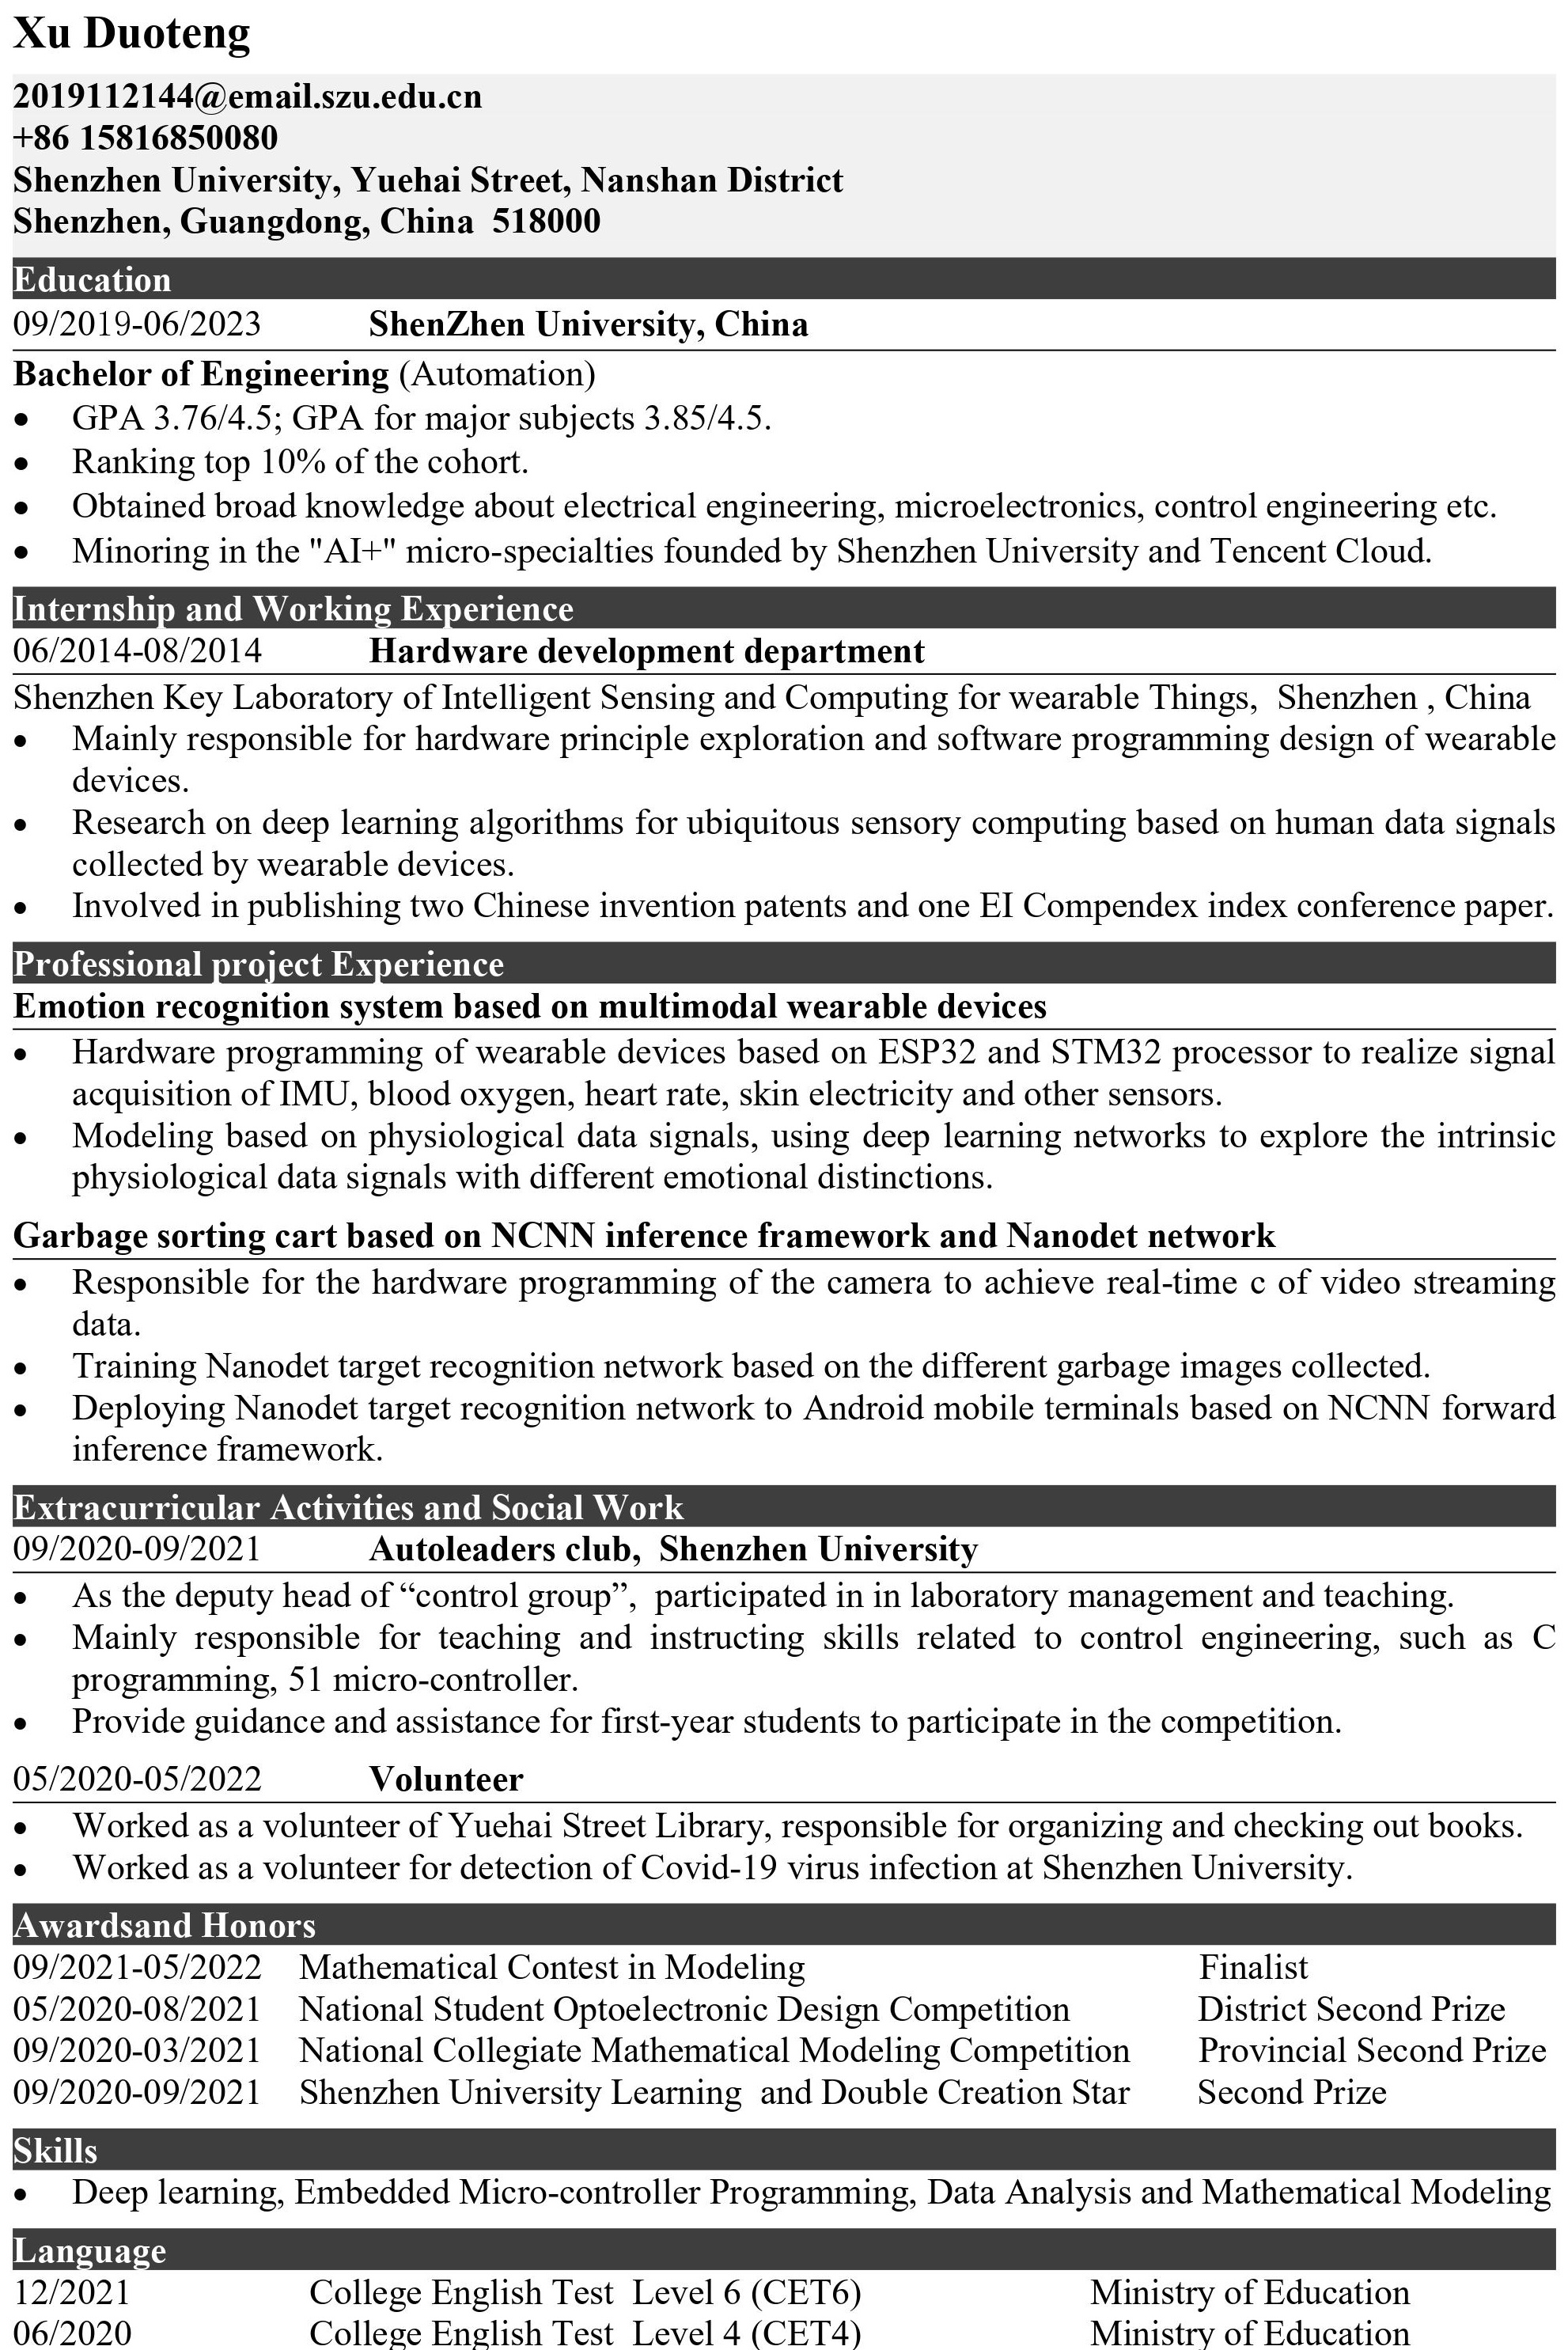 Xu Duoteng
2019112144@email.szu.edu.cn
+86 15816850080
Shenzhen University, Yuehai Street, Nanshan District
Shenzhen, Guangdong, China  518000
Education
09/2019-06/2023 ShenZhen University, China
Bachelor of Engineering (Automation)
• GPA 3.76/4.5; GPA for major subjects 3.85/4.5.
• Ranking top 10% of the cohort.
• Obtained broad knowledge about electrical engineering, microelectronics, control engineering etc.
• Minoring in the "AI+" micro-specialties founded by Shenzhen University and Tencent Cloud.
Internship and Working Experience
06/2014-08/2014 Hardware development department
Shenzhen Key Laboratory of Intelligent Sensing and Computing for wearable Things,  Shenzhen , China
• Mainly responsible for hardware principle exploration and software programming design of wearable
devices.
• Research on deep learning algorithms for ubiquitous sensory computing based on human data signals
collected by wearable devices.
• Involved in publishing two Chinese invention patents and one EI Compendex index conference paper.
Professional project Experience
Emotion recognition system based on multimodal wearable devices
• Hardware programming of wearable devices based on ESP32 and STM32 processor to realize signal
acquisition of IMU, blood oxygen, heart rate, skin electricity and other sensors.
• Modeling based on physiological data signals, using deep learning networks to explore the intrinsic
physiological data signals with different emotional distinctions.
Garbage sorting cart based on NCNN inference framework and Nanodet network
• Responsible for the hardware programming of the camera to achieve real-time c of video streaming
data.
• Training Nanodet target recognition network based on the different garbage images collected.
• Deploying Nanodet target recognition network to Android mobile terminals based on NCNN forward
inference framework.
Extracurricular Activities and Social Work
09/2020-09/2021 Autoleaders club,  Shenzhen University
• As the deputy head of “control group”,  participated in in laboratory management and teaching.
• Mainly responsible for teaching and instructing skills related to control engineering, such as C
programming, 51 micro-controller.
• Provide guidance and assistance for first-year students to participate in the competition.
05/2020-05/2022 Volunteer
• Worked as a volunteer of Yuehai Street Library, responsible for organizing and checking out books.
• Worked as a volunteer for detection of Covid-19 virus infection at Shenzhen University.
Awardsand Honors
09/2021-05/2022 Mathematical Contest in Modeling Finalist
05/2020-08/2021 National Student Optoelectronic Design Competition District Second Prize
09/2020-03/2021 National Collegiate Mathematical Modeling Competition Provincial Second Prize
09/2020-09/2021 Shenzhen University Learning  and Double Creation Star Second Prize
Skills
• Deep learning, Embedded Micro-controller Programming, Data Analysis and Mathematical Modeling
Language
12/2021 College English Test  Level 6 (CET6) Ministry of Education
06/2020 College English Test  Level 4 (CET4) Ministry of Education